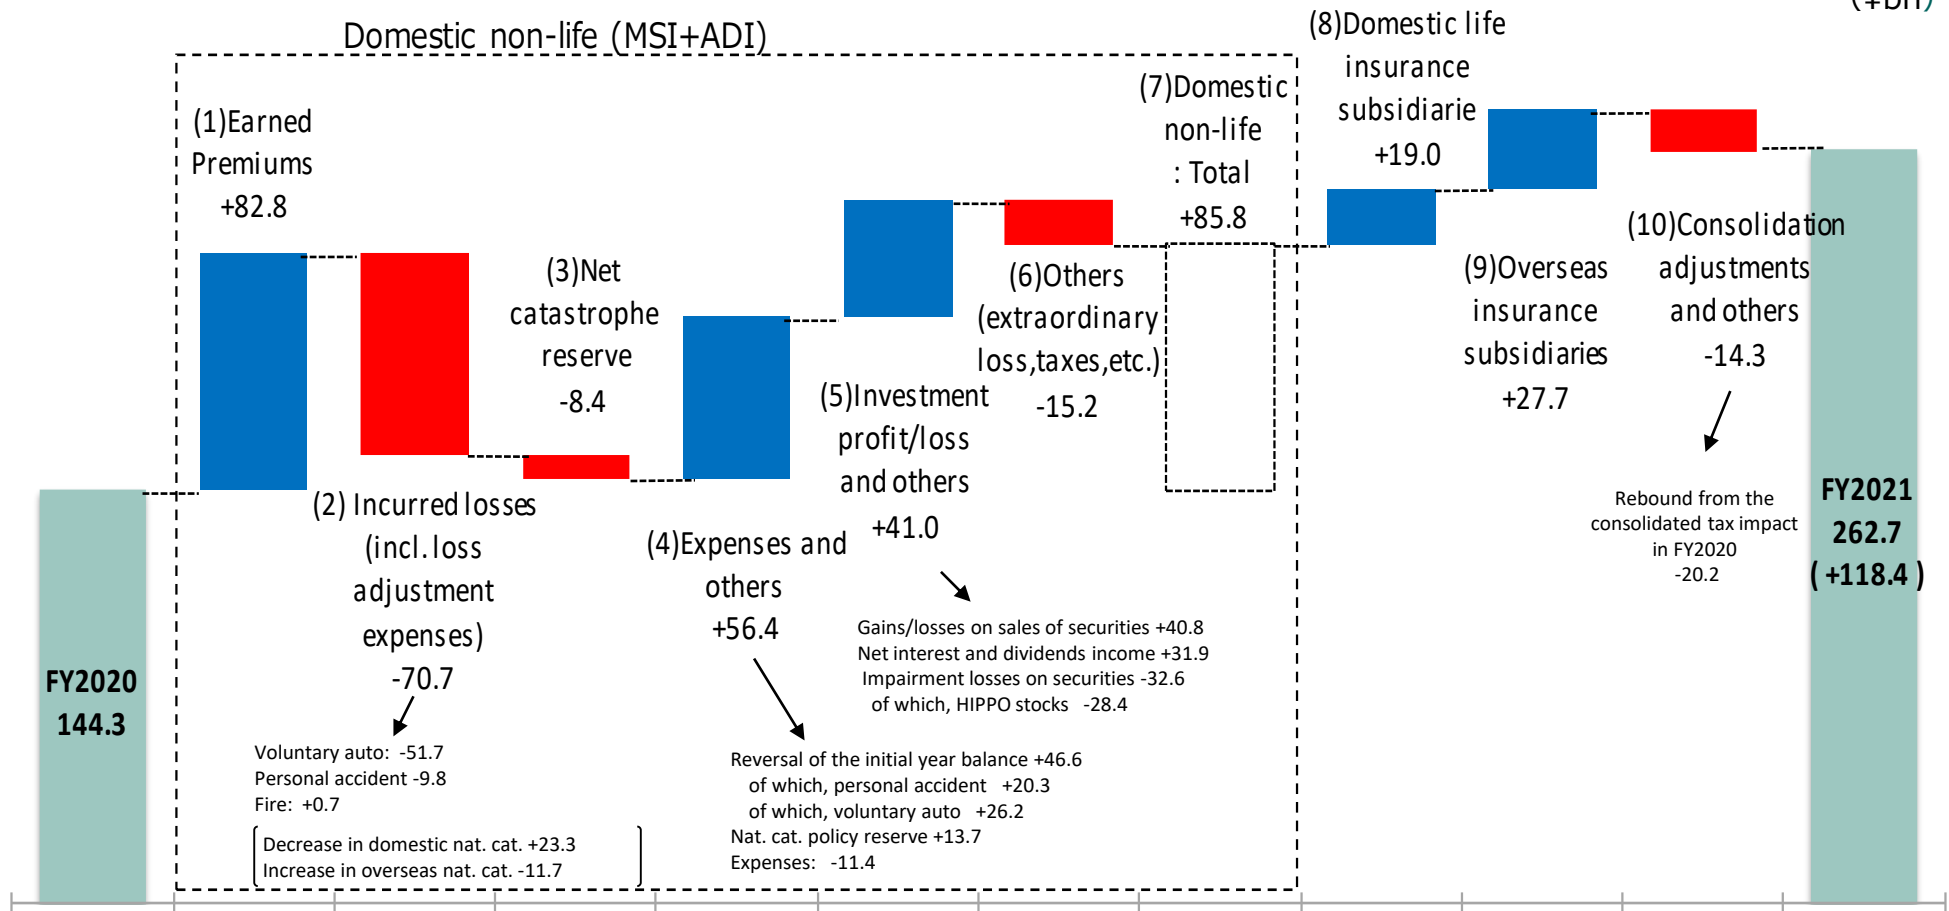 (¥bn)
Domestic non-life (MSI+ADI)
(1)Earned
Premiums
+82.8
(2) Incurred losses
(incl. loss
adjustment
expenses)
-70.7
Voluntary auto: -51.7
Personal accident -9.8
Fire: +0.7
Decrease in domestic nat. cat. +23.3
Increase in overseas nat. cat. -11.7
(3)Net
catastrophe
reserve
-8.4
(4)Expenses and
others
+56.4
Reversal of the initial year balance +46.6
of which, personal accident +20.3
of which, voluntary auto +26.2
Nat. cat. policy reserve +13.7
Expenses: -11.4
(5)Investment
profit/loss
and others
+41.0
Gains/losses on sales of securities +40.8
Net interest and dividends income +31.9
Impairment losses on securities -32.6
of which, HIPPO stocks -28.4
(6)Others
(extraordinary
loss,taxes,etc.)
-15.2
(7)Domestic
non-life
: Total
+85.8
(8)Domestic life
insurance
subsidiarie
+19.0
(9)Overseas
insurance
subsidiaries
+27.7
(10)Consolidation
adjustments
and others
-14.3
Rebound from the
consolidated tax impact
in FY2020
-20.2
FY2020
144.3
FY2021
262.7
( +118.4 )